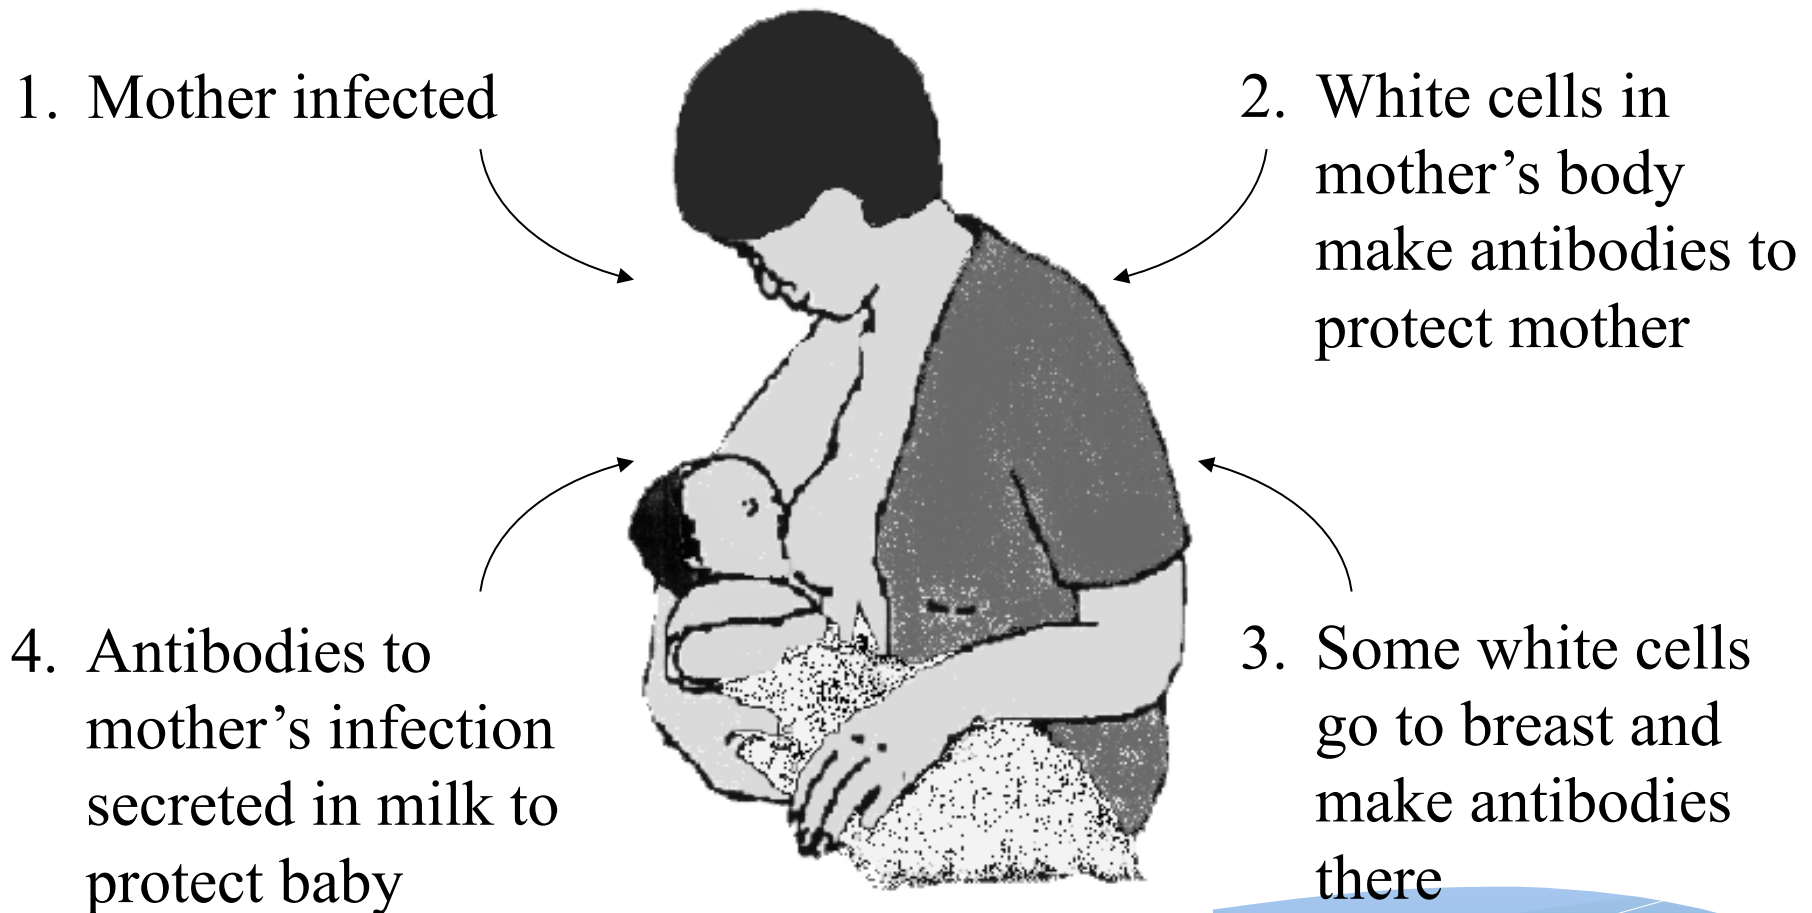 1. Mother infected
2. White cells in
mother’s body
make antibodies to
protect mother
3. Some white cells
go to breast and
make antibodies
there
4. Antibodies to
mother’s infection
secreted in milk to
protect baby